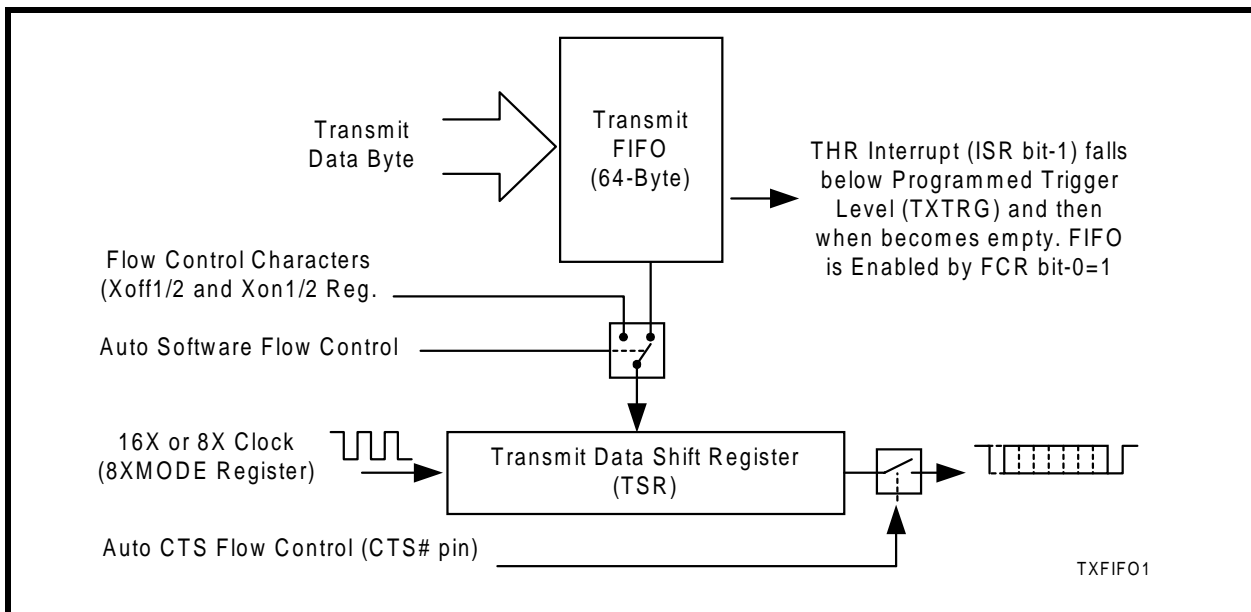 Transmit
Data Byte
Transmit
FIFO
(64-Byte)
THR Interrupt (ISR bit-1) falls
below Programmed Trigger
Level (TXTRG) and then
when becomes empty. FIFO
is Enabled by FCR bit-0=1
Flow Control Characters
(Xoff1/2 and Xon1/2 Reg.
Auto Software Flow Control
16X or 8X Clock
(8XMODE Register)
Transmit Data Shift Register
(TSR)
Auto CTS Flow Control (CTS# pin)
TXFIFO1